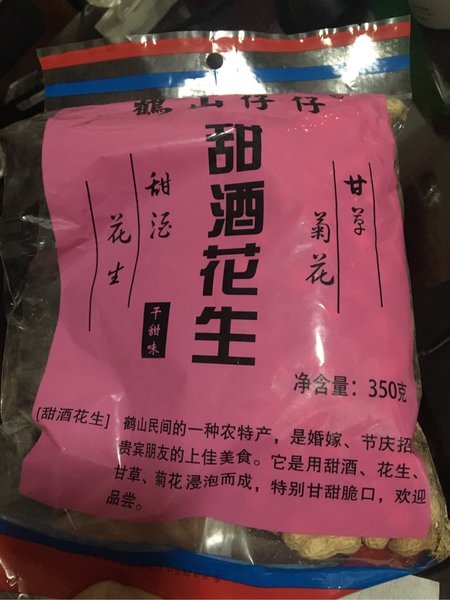 鹤山仔仔
甜酒花生
甘草
菊花
甜酒
花生
干甜味
净含量：350克
[甜酒花生] 鹤山民间的一种农特产，是婚嫁、节庆招
贵宾朋友的上佳美食。它是用甜酒、花生、
甘草、菊花浸泡而成，特别甘甜脆口，欢迎
品尝。